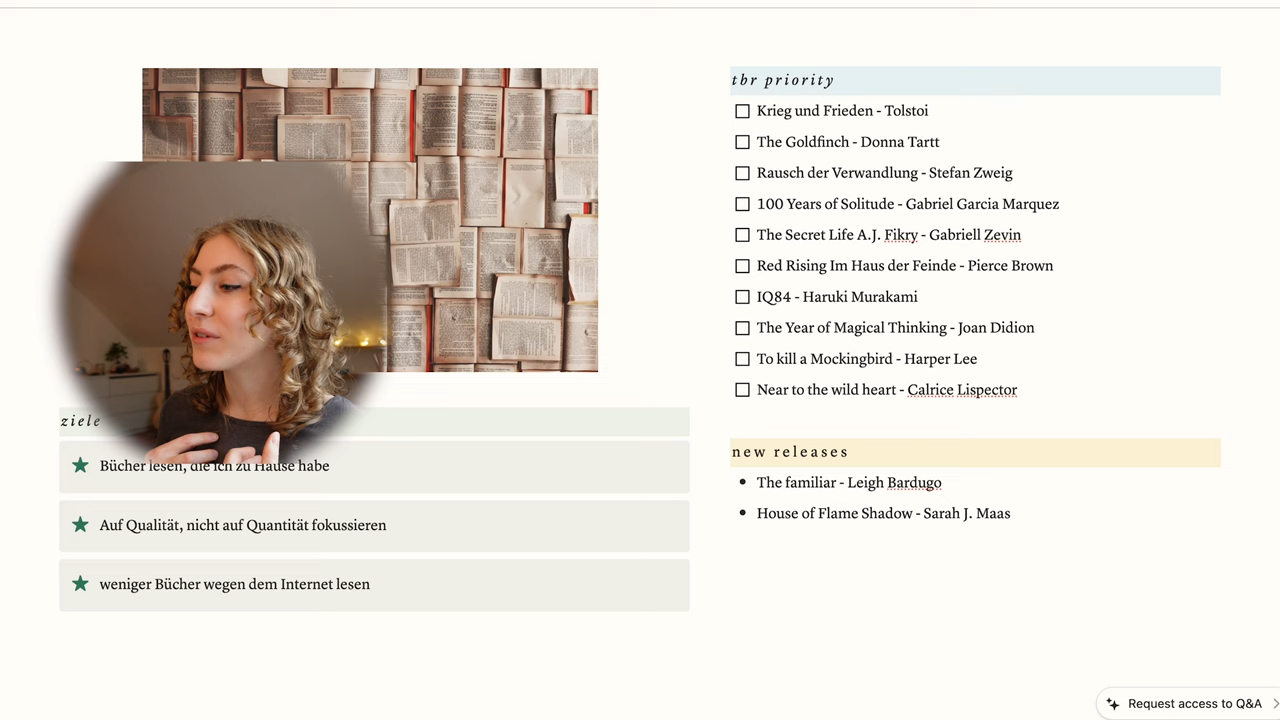 tbr priority
Krieg und Frieden - Tolstoi
The Goldfinch - Donna Tartt
Rausch der Verwandlung - Stefan Zweig
100 Years of Solitude - Gabriel Garcia Marquez
The Secret Life A.J. Fikry - Gabriell Zevin
Red Rising Im Haus der Feinde - Pierce Brown
IQ84 - Haruki Murakami
The Year of Magical Thinking - Joan Didion
To kill a Mockingbird - Harper Lee
Near to the wild heart - Calrice Lispector
ziele
Bücher lesen, die ich zu Hause habe
Auf Qualität, nicht auf Quantität fokussieren
weniger Bücher wegen dem Internet lesen
new releases
The familiar - Leigh Bardugo
House of Flame Shadow - Sarah J. Maas
Request access to Q&A